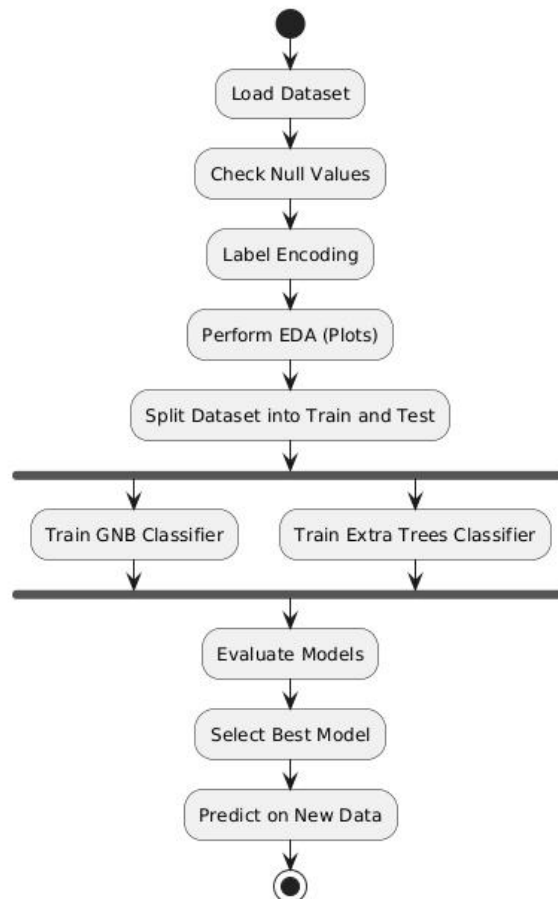 Load Dataset
Check Null Values
Label Encoding
Perform EDA (Plots)
Split Dataset into Train and Test
Train GNB Classifier
Train Extra Trees Classifier
Evaluate Models
Select Best Model
Predict on New Data